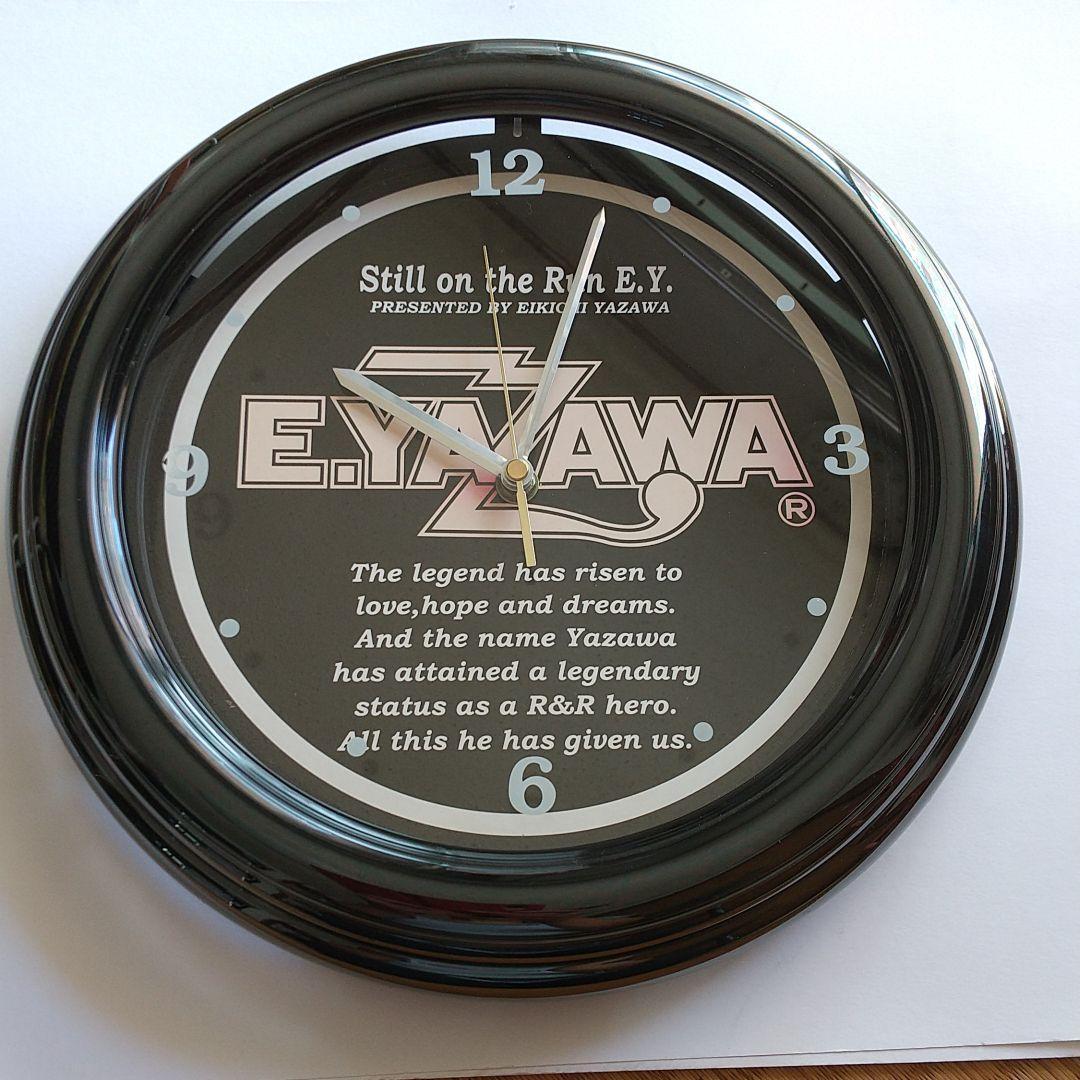 12
Still on the Run E.Y.
PRESENTED BY EIKICHI YAZAWA
E.YAZAWA
®
9
3
The legend has risen to
love,hope and dreams.
And the name Yazawa
has attained a legendary
status as a R&R hero.
All this he has given us.
6